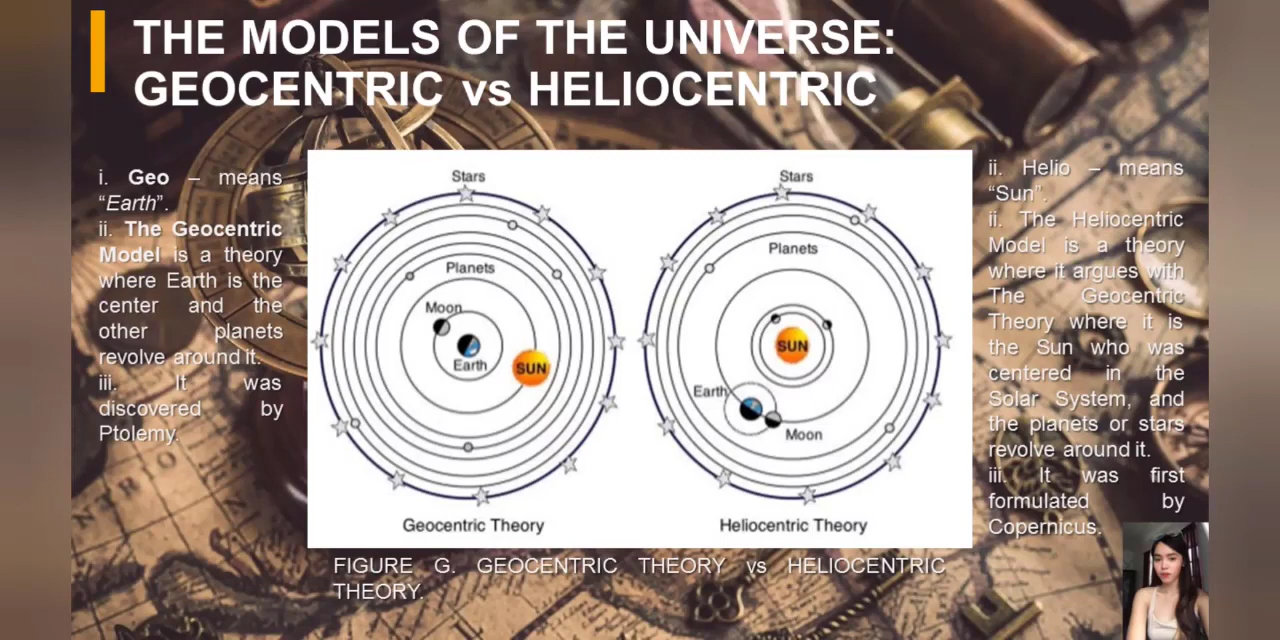 THE MODELS OF THE UNIVERSE:
GEOCENTRIC vs HELIOCENTRIC
i. Geo – means
“Earth”.
ii. The Geocentric
Model is a theory
where Earth is the
center and the
other planets
revolve around it.
iii. It was
discovered by
Ptolemy.
Stars
Planets
Moon
Earth
SUN
Geocentric Theory
Stars
Planets
SUN
Earth
Moon
Heliocentric Theory
FIGURE G. GEOCENTRIC THEORY vs HELIOCENTRIC
THEORY.
ii. Helio – means
“Sun”.
ii. The Heliocentric
Model is a theory
where it argues with
The Geocentric
Theory where it is
the Sun who was
centered in the
Solar System, and
the planets or stars
revolve around it.
iii. It was first
formulated by
Copernicus.